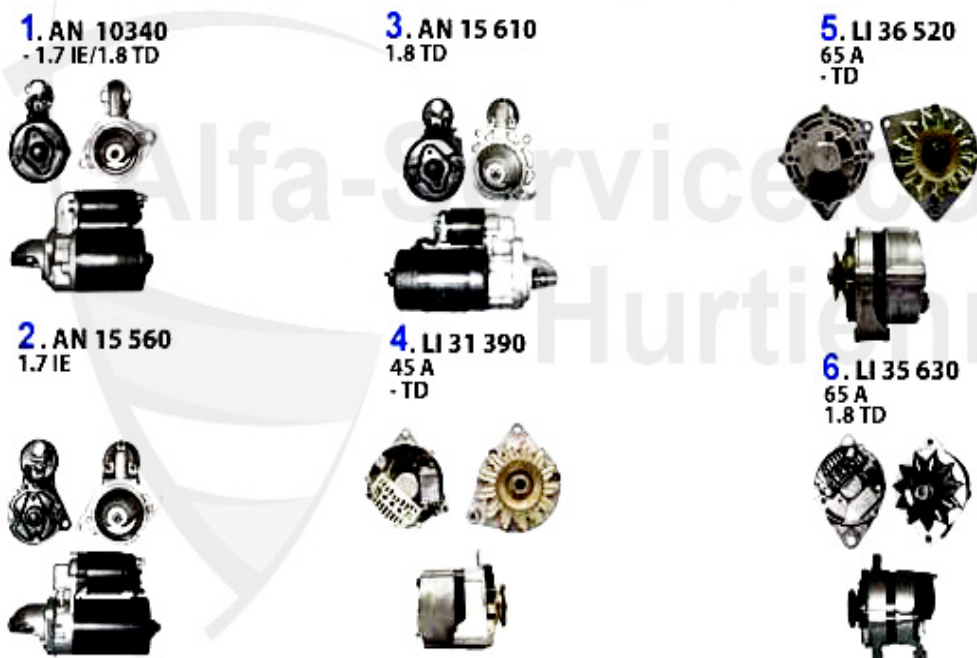 1. AN 10340
- 1.7 IE/1.8 TD
3. AN 15 610
1.8 TD
5. LI 36 520
65 A
- TD
Alfa-Service.co
Hurtien
2. AN 15 560
1.7 IE
4. LI 31 390
45 A
- TD
6. LI 35 630
65 A
1.8 TD